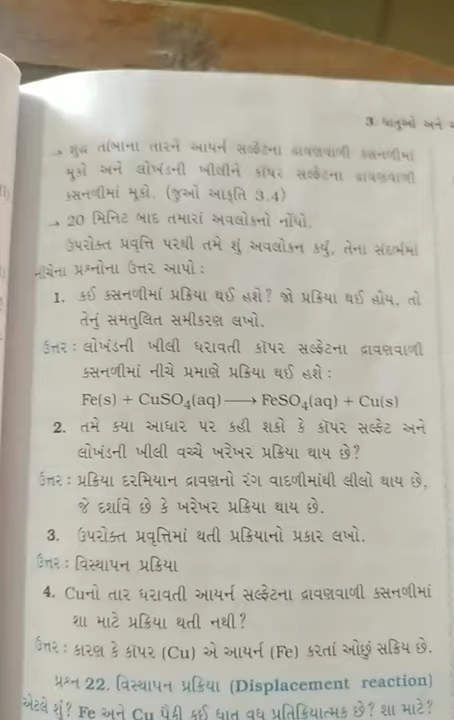 3. ધાતુઓ અને
→ શુદ્ધ તાંબાના તારને આયર્ન સલ્ફેટના દ્રાવણવાળી કસનળીમાં
મૂકો અને લોખંડની ખીલીને કૉપર સલ્ફેટના દ્રાવણવાળી
કસનળીમાં મૂકો. (જુઓ આકૃતિ 3.4)
→ 20 મિનિટ બાદ તમારાં અવલોકનો નોંધો.
ઉપરોક્ત પ્રવૃત્તિ પરથી તમે શું અવલોકન કર્યું, તેના સંદર્ભમાં
નીચેના પ્રશ્નોના ઉત્તર આપો :
1. કઈ કસનળીમાં પ્રક્રિયા થઈ હશે? જો પ્રક્રિયા થઈ હોય, તો
તેનું સમતુલિત સમીકરણ લખો.
ઉત્તર : લોખંડની ખીલી ધરાવતી કૉપર સલ્ફેટના દ્રાવણવાળી
કસનળીમાં નીચે પ્રમાણે પ્રક્રિયા થઈ હશે :
Fe(s) + CuSO₄(aq) ⟶ FeSO₄(aq) + Cu(s)
2. તમે કયા આધાર પર કહી શકો કે કૉપર સલ્ફેટ અને
લોખંડની ખીલી વચ્ચે ખરેખર પ્રક્રિયા થાય છે?
ઉત્તર : પ્રક્રિયા દરમિયાન દ્રાવણનો રંગ વાદળીમાંથી લીલો થાય છે,
જે દર્શાવે છે કે ખરેખર પ્રક્રિયા થાય છે.
3. ઉપરોક્ત પ્રવૃત્તિમાં થતી પ્રક્રિયાનો પ્રકાર લખો.
ઉત્તર : વિસ્થાપન પ્રક્રિયા
4. Cuનો તાર ધરાવતી આયર્ન સલ્ફેટના દ્રાવણવાળી કસનળીમાં
શા માટે પ્રક્રિયા થતી નથી?
ઉત્તર : કારણ કે કૉપર (Cu) એ આયર્ન (Fe) કરતાં ઓછું સક્રિય છે.
પ્રશ્ન 22. વિસ્થાપન પ્રક્રિયા (Displacement reaction)
એટલે શું? Fe અને Cu પૈકી કઈ ધાતુ વધુ પ્રતિક્રિયાત્મક છે? શા માટે?